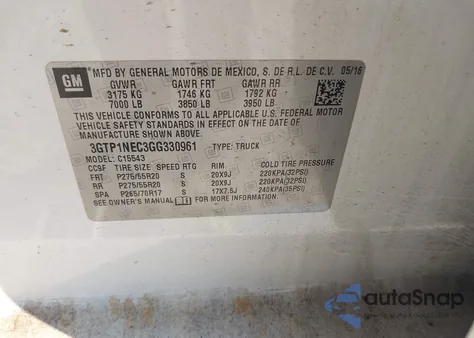 GM
MFD BY GENERAL MOTORS DE MEXICO, S. DE R.L. DE C.V. 05/16
GVWR GAWR FRT GAWR RR
3175 KG 1746 KG 1792 KG
7000 LB 3850 LB 3950 LB
THIS VEHICLE CONFORMS TO ALL APPLICABLE U.S. FEDERAL MOTOR
VEHICLE SAFETY STANDARDS IN EFFECT ON THE DATE OF
MANUFACTURE SHOWN ABOVE.
3GTP1NEC3GG330961 TYPE: TRUCK
MODEL: C15543
CC9F TIRE SIZE SPEED RTG RIM COLD TIRE PRESSURE
FRT P275/55R20 S 20X9J 220KPA(32PSI)
RR P275/55R20 S 20X9J 220KPA(32PSI)
SPA P265/70R17 S 17X7.5J 240KPA(35PSI)
SEE OWNER'S MANUAL FOR MORE INFORMATION.
autoSnap